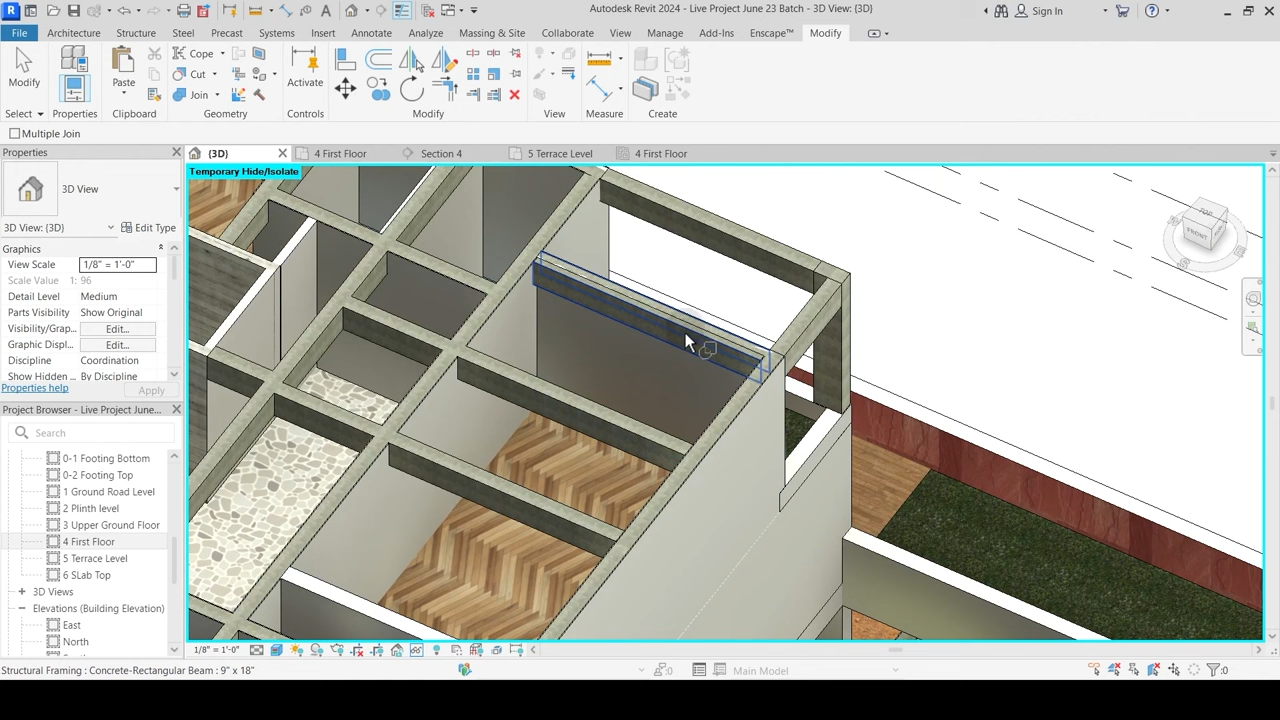 Autodesk Revit 2024 - Live Project June 23 Batch - 3D View: {3D}
Sign In
File
Architecture
Structure
Steel
Precast
Systems
Insert
Annotate
Analyze
Massing & Site
Collaborate
View
Manage
Add-Ins
Enscape™
Modify
Modify
Paste
Cope
Cut
Join
Activate
Select
Properties
Clipboard
Geometry
Controls
Modify
View
Measure
Create
Multiple Join
Properties
{3D}
4 First Floor
Section 4
5 Terrace Level
4 First Floor
Temporary Hide/Isolate
3D View
3D View: {3D}
Edit Type
Graphics
View Scale
1/8" = 1'-0"
Scale Value
1: 96
Detail Level
Medium
Parts Visibility
Show Original
Visibility/Grap...
Edit...
Graphic Displ...
Edit...
Discipline
Coordination
Show Hidden ...
By Discipline
Properties help
Apply
Project Browser - Live Project June...
Search
0-1 Footing Bottom
0-2 Footing Top
1 Ground Road Level
2 Plinth level
3 Upper Ground Floor
4 First Floor
5 Terrace Level
6 SLab Top
3D Views
Elevations (Building Elevation)
East
North
TOP
FRONT
1/8" = 1'-0"
Structural Framing : Concrete-Rectangular Beam : 9" x 18"
:0
Main Model
:0